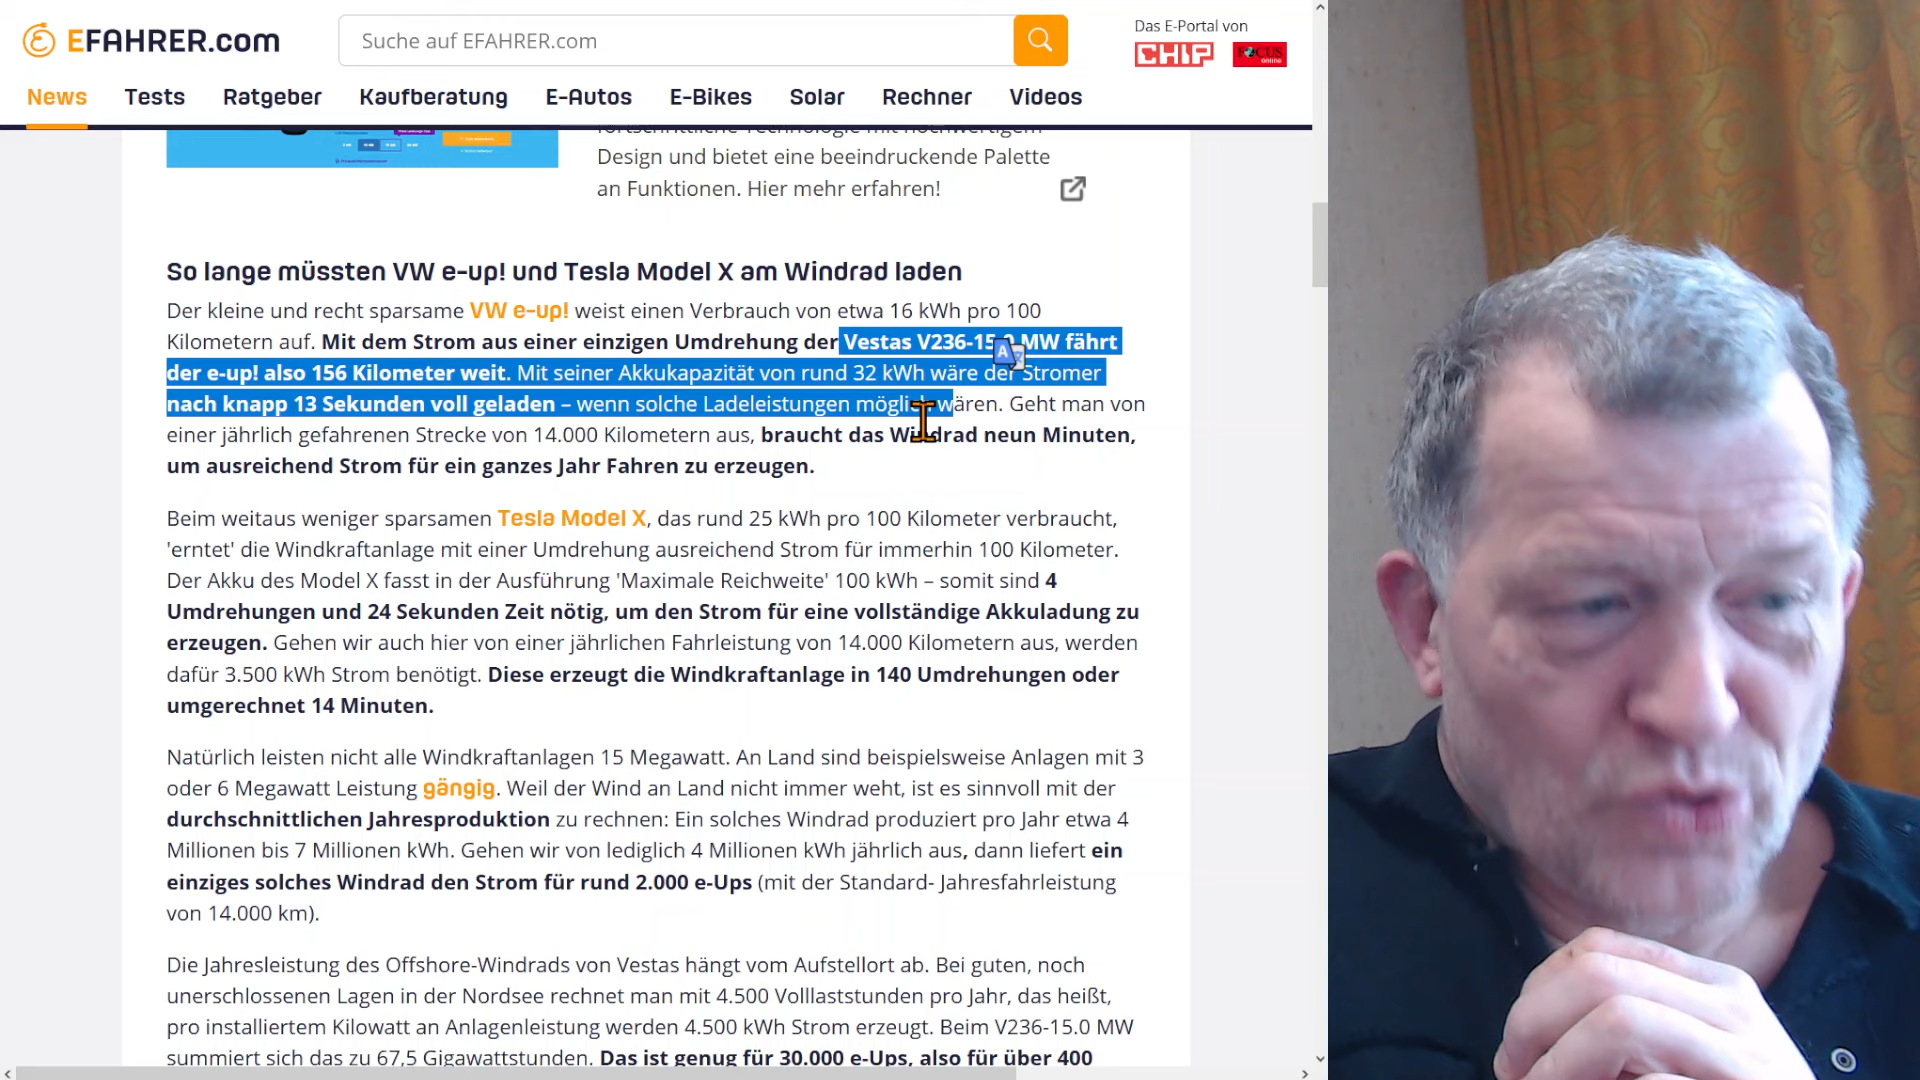 EFAHRER.com
Suche auf EFAHRER.com
Das E-Portal von
CHIP
FOCUS online
News Tests Ratgeber Kaufberatung E-Autos E-Bikes Solar Rechner Videos
fortschrittliche Technologie mit hochwertigem
Design und bietet eine beeindruckende Palette
an Funktionen. Hier mehr erfahren!
So lange müssten VW e-up! und Tesla Model X am Windrad laden
Der kleine und recht sparsame VW e-up! weist einen Verbrauch von etwa 16 kWh pro 100
Kilometern auf. Mit dem Strom aus einer einzigen Umdrehung der Vestas V236-15.0 MW fährt
der e-up! also 156 Kilometer weit. Mit seiner Akkukapazität von rund 32 kWh wäre der Stromer
nach knapp 13 Sekunden voll geladen – wenn solche Ladeleistungen möglich wären. Geht man von
einer jährlich gefahrenen Strecke von 14.000 Kilometern aus, braucht das Windrad neun Minuten,
um ausreichend Strom für ein ganzes Jahr Fahren zu erzeugen.
Beim weitaus weniger sparsamen Tesla Model X, das rund 25 kWh pro 100 Kilometer verbraucht,
'erntet' die Windkraftanlage mit einer Umdrehung ausreichend Strom für immerhin 100 Kilometer.
Der Akku des Model X fasst in der Ausführung 'Maximale Reichweite' 100 kWh – somit sind 4
Umdrehungen und 24 Sekunden Zeit nötig, um den Strom für eine vollständige Akkuladung zu
erzeugen. Gehen wir auch hier von einer jährlichen Fahrleistung von 14.000 Kilometern aus, werden
dafür 3.500 kWh Strom benötigt. Diese erzeugt die Windkraftanlage in 140 Umdrehungen oder
umgerechnet 14 Minuten.
Natürlich leisten nicht alle Windkraftanlagen 15 Megawatt. An Land sind beispielsweise Anlagen mit 3
oder 6 Megawatt Leistung gängig. Weil der Wind an Land nicht immer weht, ist es sinnvoll mit der
durchschnittlichen Jahresproduktion zu rechnen: Ein solches Windrad produziert pro Jahr etwa 4
Millionen bis 7 Millionen kWh. Gehen wir von lediglich 4 Millionen kWh jährlich aus, dann liefert ein
einziges solches Windrad den Strom für rund 2.000 e-Ups (mit der Standard- Jahresfahrleistung
von 14.000 km).
Die Jahresleistung des Offshore-Windrads von Vestas hängt vom Aufstellort ab. Bei guten, noch
unerschlossenen Lagen in der Nordsee rechnet man mit 4.500 Volllaststunden pro Jahr, das heißt,
pro installiertem Kilowatt an Anlagenleistung werden 4.500 kWh Strom erzeugt. Beim V236-15.0 MW
summiert sich das zu 67,5 Gigawattstunden. Das ist genug für 30.000 e-Ups, also für über 400